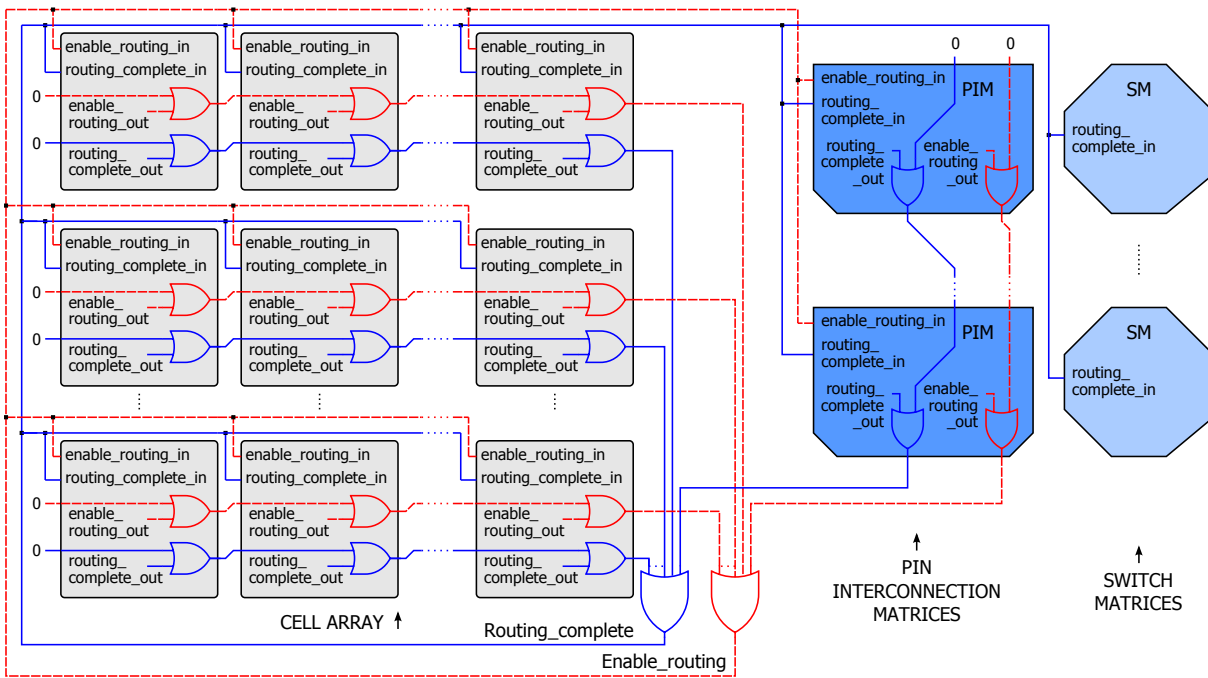 0
0
enable_routing_in
enable_routing_in
enable_routing_in
routing_complete_in
routing_complete_in
routing_complete_in
0
enable_
routing_out
enable_
routing_out
enable_
routing_out
0
routing_
complete_out
routing_
complete_out
routing_
complete_out
enable_routing_in
PIM
routing_
complete_in
routing_
complete
_out
enable_
routing
_out
SM
routing_
complete_in
enable_routing_in
enable_routing_in
enable_routing_in
routing_complete_in
routing_complete_in
routing_complete_in
0
enable_
routing_out
enable_
routing_out
enable_
routing_out
0
routing_
complete_out
routing_
complete_out
routing_
complete_out
enable_routing_in
PIM
routing_
complete_in
routing_
complete
_out
enable_
routing
_out
SM
routing_
complete_in
enable_routing_in
enable_routing_in
enable_routing_in
routing_complete_in
routing_complete_in
routing_complete_in
0
enable_
routing_out
enable_
routing_out
enable_
routing_out
0
routing_
complete_out
routing_
complete_out
routing_
complete_out
CELL ARRAY
Routing_complete
Enable_routing
PIN
INTERCONNECTION
MATRICES
SWITCH
MATRICES